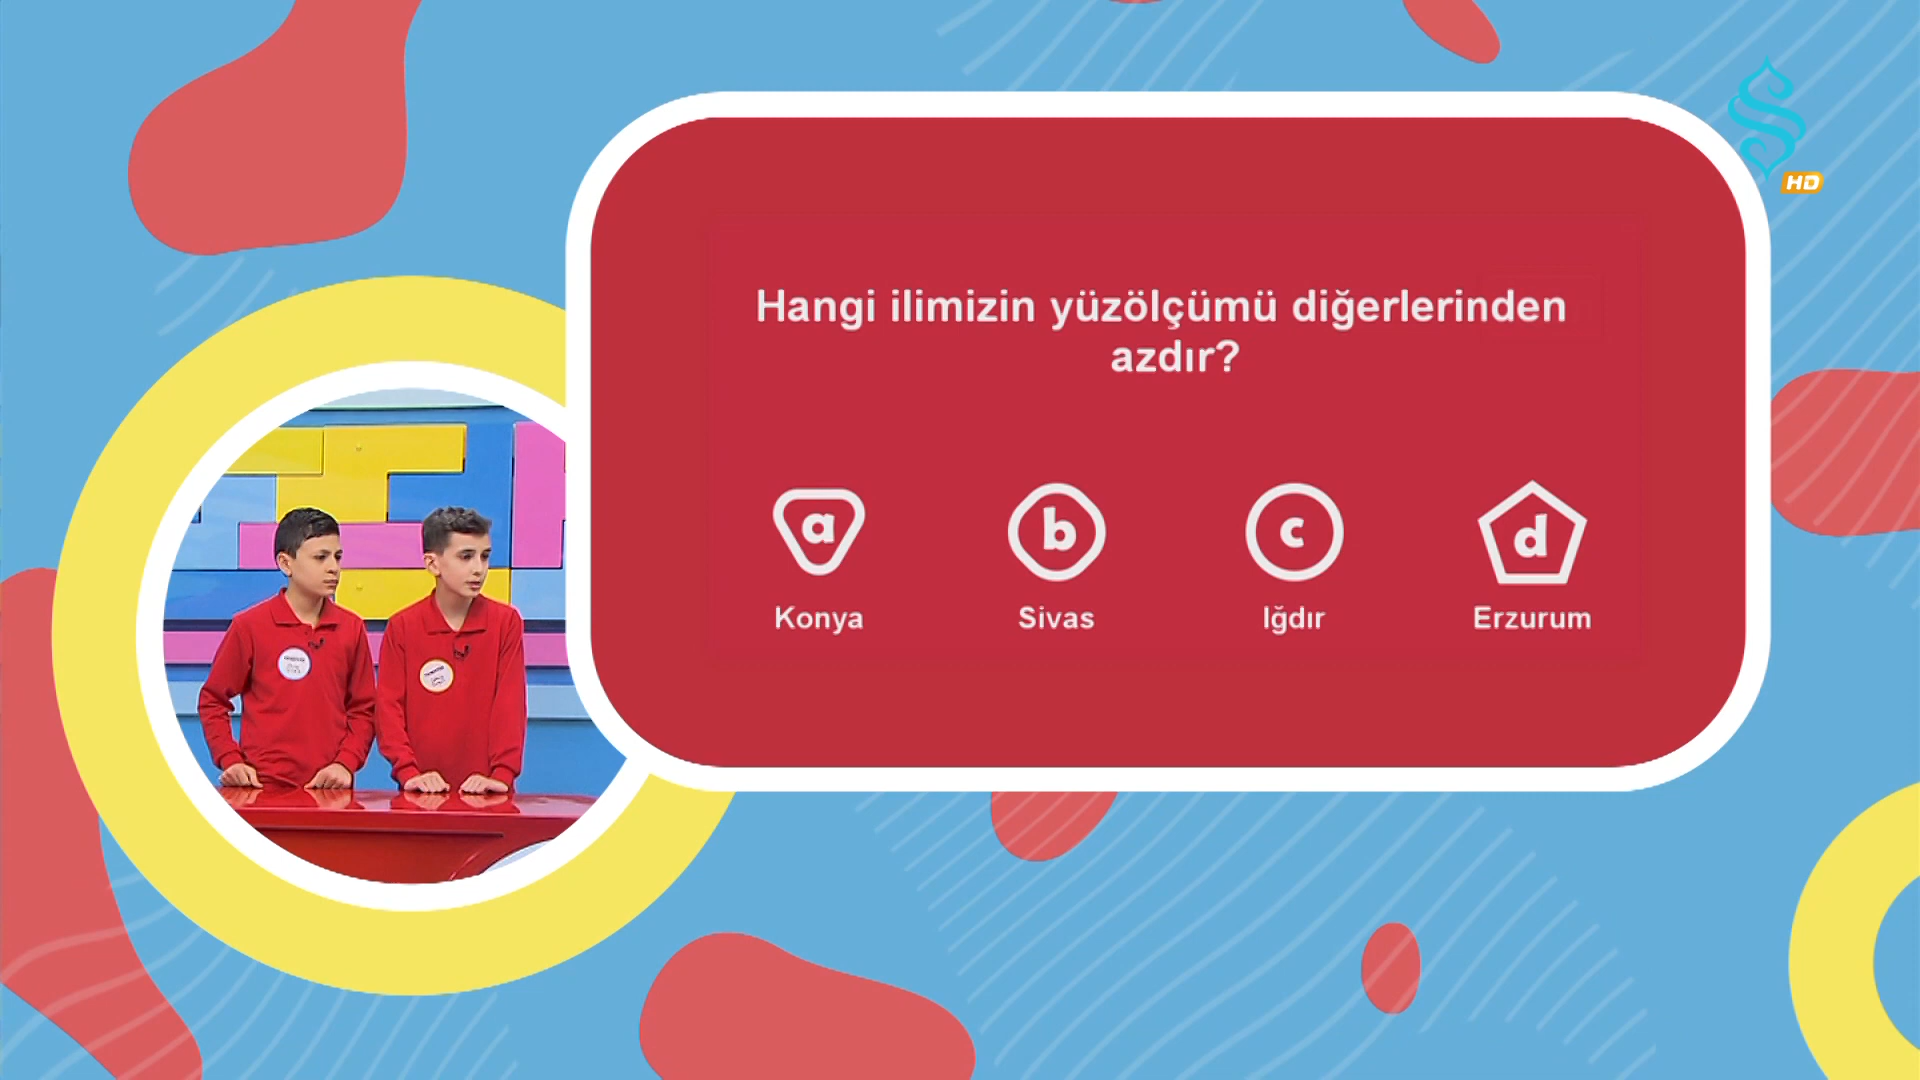 HD
Hangi ilimizin yüzölçümü diğerlerinden
azdır?
a
b
c
d
Konya
Sivas
Iğdır
Erzurum